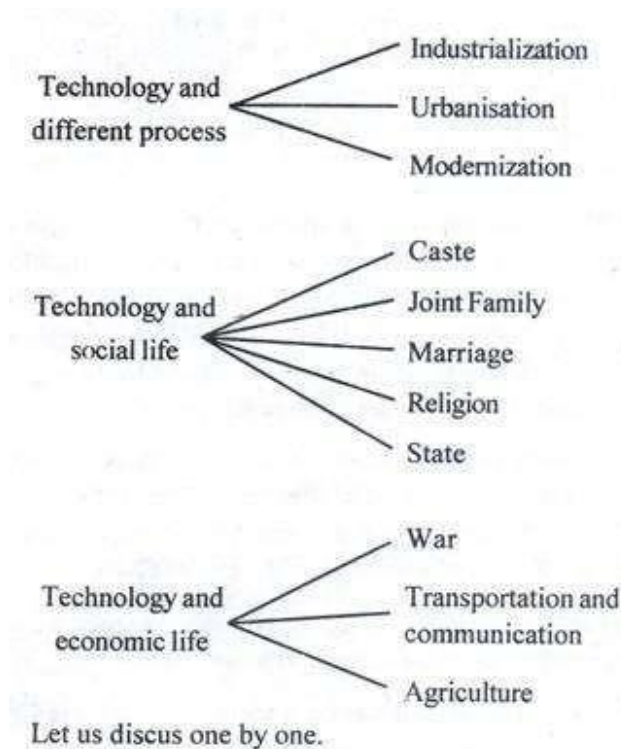 Technology and
different process
Industrialization
Urbanisation
Modernization
Technology and
social life
Caste
Joint Family
Marriage
Religion
State
Technology and
economic life
War
Transportation and
communication
Agriculture
Let us discus one by one.